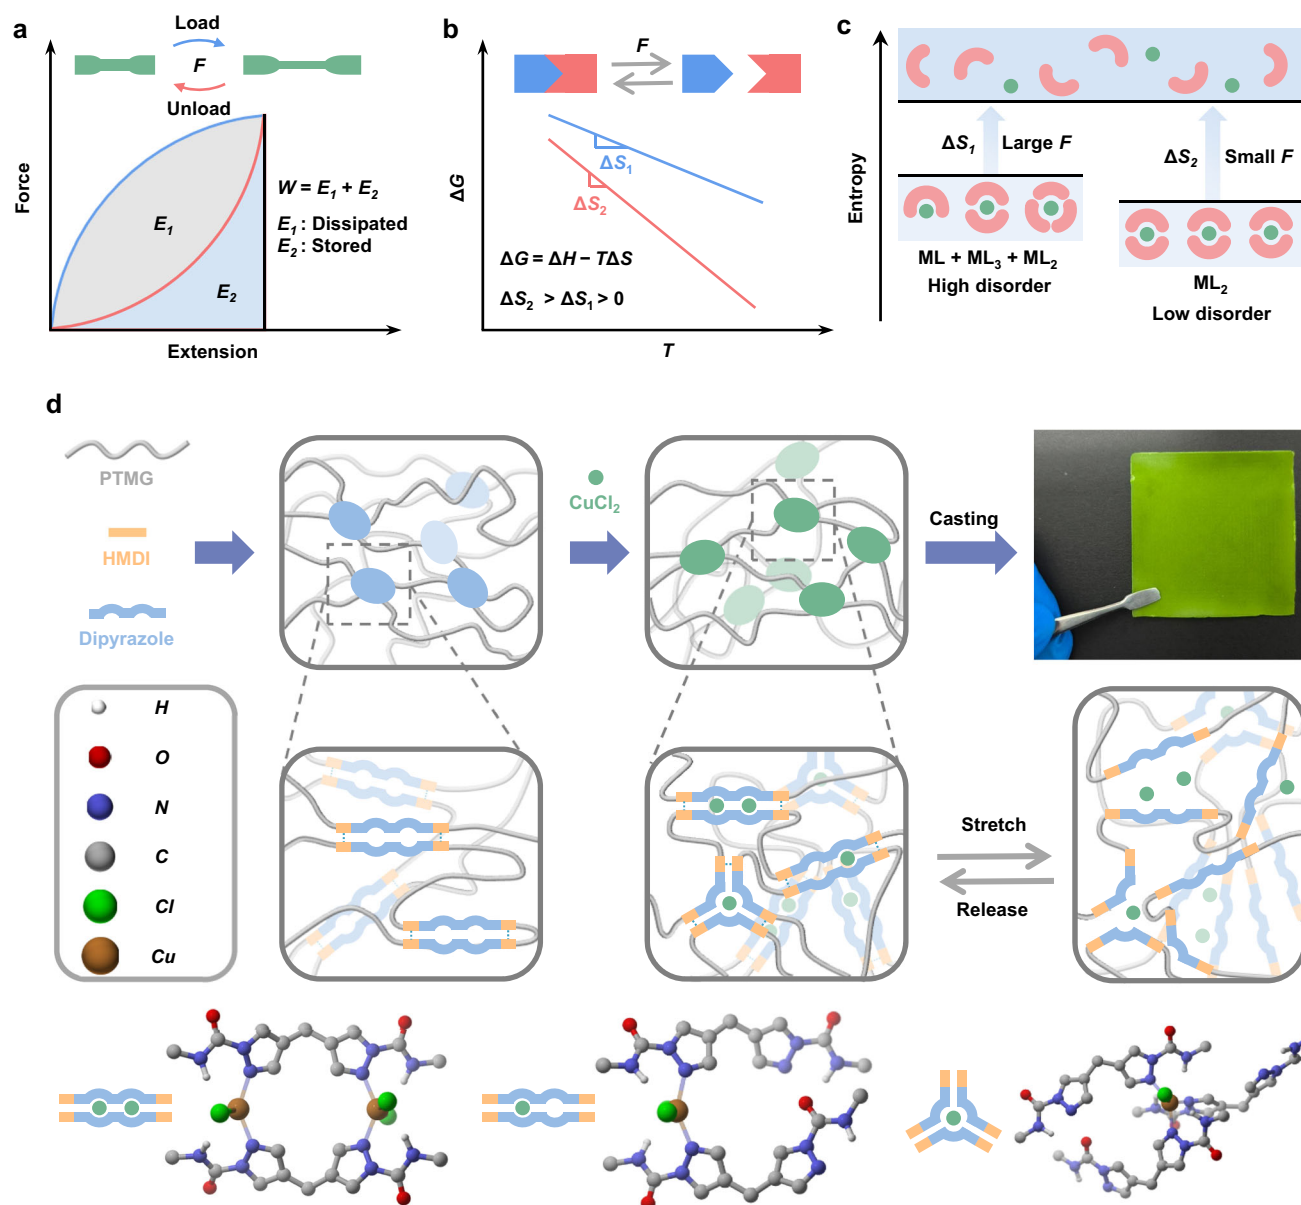 a
Load
F
Unload
Force
E1
E2
W = E1 + E2
E1 : Dissipated
E2 : Stored
Extension
b
F
ΔG
ΔS1
ΔS2
ΔG = ΔH − TΔS
ΔS2 > ΔS1 > 0
T
c
Entropy
ΔS1 Large F
ΔS2 Small F
ML + ML3 + ML2
High disorder
ML2
Low disorder
d
PTMG
HMDI
Dipyrazole
CuCl2
Casting
H
O
N
C
Cl
Cu
Stretch
Release